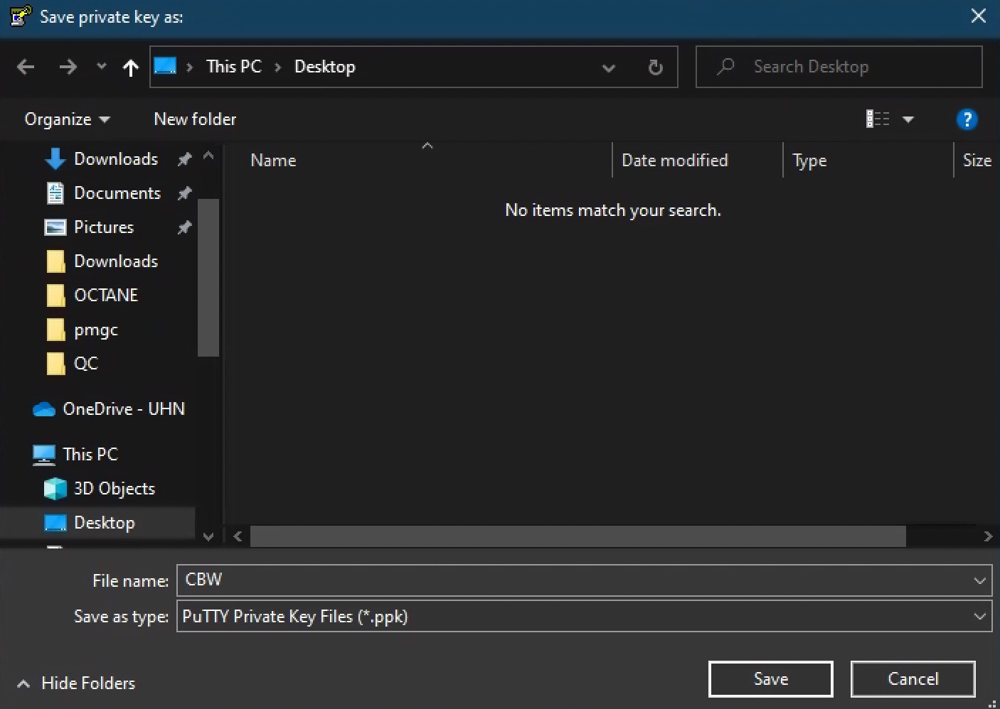 Save private key as:
This PC > Desktop
Search Desktop
Organize
New folder
?
Name
Date modified
Type
Size
No items match your search.
Downloads
Documents
Pictures
Downloads
OCTANE
pmgc
QC
OneDrive - UHN
This PC
3D Objects
Desktop
File name: CBW
Save as type: PuTTY Private Key Files (*.ppk)
Hide Folders
Save
Cancel